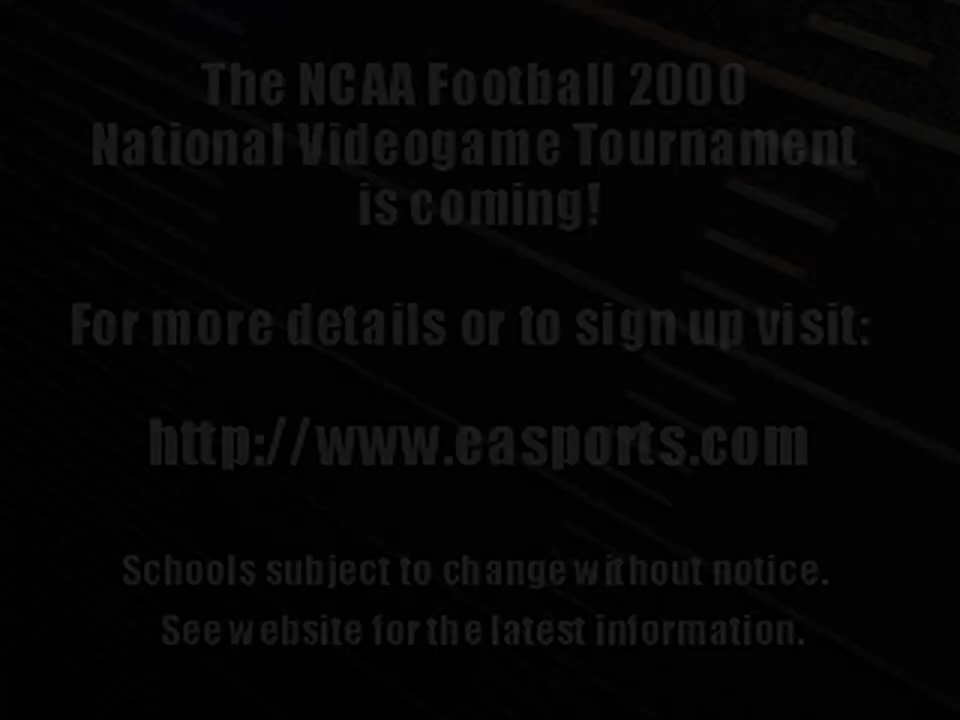 The NCAA Football 2000
National Videogame Tournament
is coming!
For more details or to sign up visit:
http://www.easports.com
Schools subject to change without notice.
See website for the latest information.